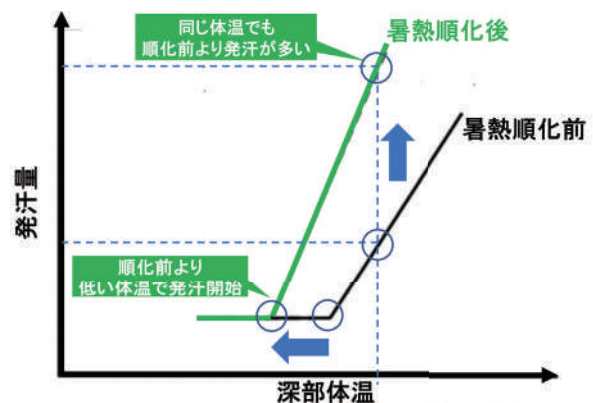 同じ体温でも
順化前より発汗が多い
暑熱順化後
暑熱順化前
発汗量
順化前より
低い体温で発汗開始
深部体温